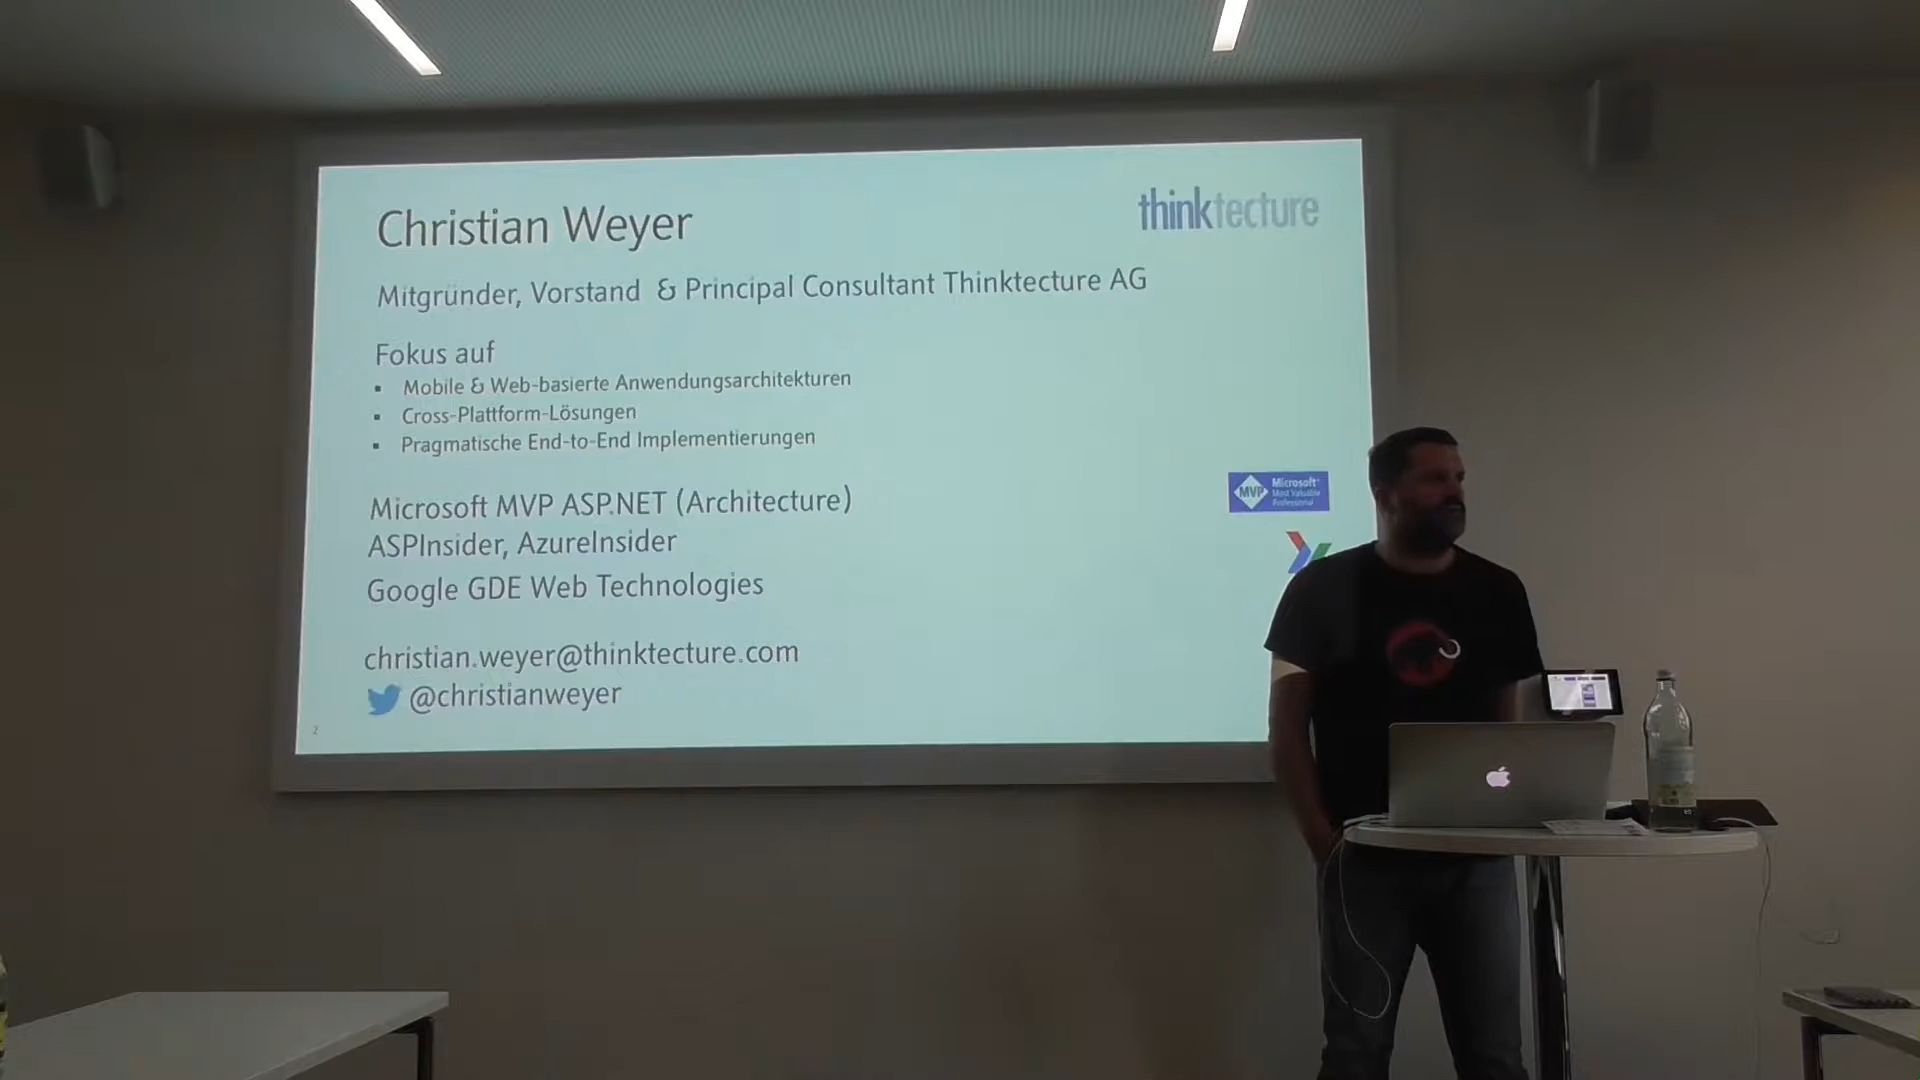 Christian Weyer
thinktecture
Mitgründer, Vorstand & Principal Consultant Thinktecture AG
Fokus auf
▪ Mobile & Web-basierte Anwendungsarchitekturen
▪ Cross-Plattform-Lösungen
▪ Pragmatische End-to-End Implementierungen
Microsoft MVP ASP.NET (Architecture)
ASPInsider, AzureInsider
Google GDE Web Technologies
MVP Microsoft®
Most Valuable
Professional
christian.weyer@thinktecture.com
@christianweyer
2